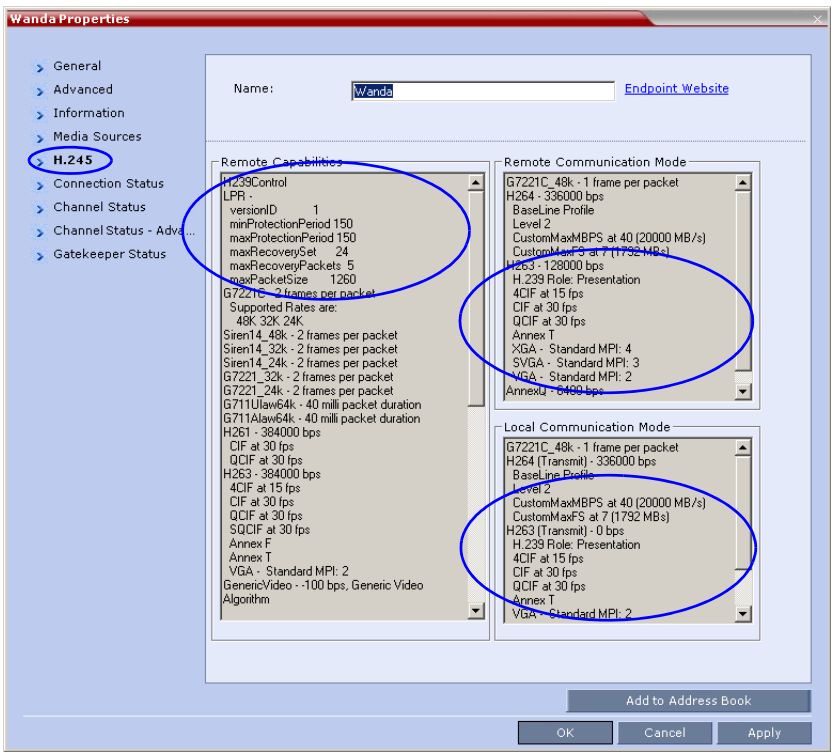 Wanda Properties
General
Advanced
Information
Media Sources
H.245
Connection Status
Channel Status
Channel Status - Adva...
Gatekeeper Status
Name:
Wanda
Endpoint Website
Remote Capabilities
H239Control
LPR -
versionID 1
minProtectionPeriod 150
maxProtectionPeriod 150
maxRecoverySet 24
maxRecoveryPackets 5
maxPacketSize 1260
G7221C - 2 frames per packet
Supported Rates are:
48K 32K 24K
Siren14_48k - 2 frames per packet
Siren14_32k - 2 frames per packet
Siren14_24k - 2 frames per packet
G7221_32k - 2 frames per packet
G7221_24k - 2 frames per packet
G711Ulaw64k - 40 milli packet duration
G711Alaw64k - 40 milli packet duration
H261 - 384000 bps
CIF at 30 fps
QCIF at 30 fps
H263 - 384000 bps
4CIF at 15 fps
CIF at 30 fps
QCIF at 30 fps
SQCIF at 30 fps
Annex F
Annex T
VGA - Standard MPI: 2
GenericVideo - -100 bps, Generic Video
Algorithm
Remote Communication Mode
G7221C_48k - 1 frame per packet
H264 - 336000 bps
BaseLine Profile
Level 2
CustomMaxMBPS at 40 (20000 MB/s)
CustomMaxFS at 7 (1792 MBs)
H263 - 128000 bps
H.239 Role: Presentation
4CIF at 15 fps
CIF at 30 fps
QCIF at 30 fps
Annex T
XGA - Standard MPI: 4
SVGA - Standard MPI: 3
VGA - Standard MPI: 2
AnnexQ - 6400 bps
Local Communication Mode
G7221C_48k - 1 frame per packet
H264 (Transmit) - 336000 bps
BaseLine Profile
Level 2
CustomMaxMBPS at 40 (20000 MB/s)
CustomMaxFS at 7 (1792 MBs)
H263 (Transmit) - 0 bps
H.239 Role: Presentation
4CIF at 15 fps
CIF at 30 fps
QCIF at 30 fps
Annex T
VGA - Standard MPI: 2
Add to Address Book
OK
Cancel
Apply